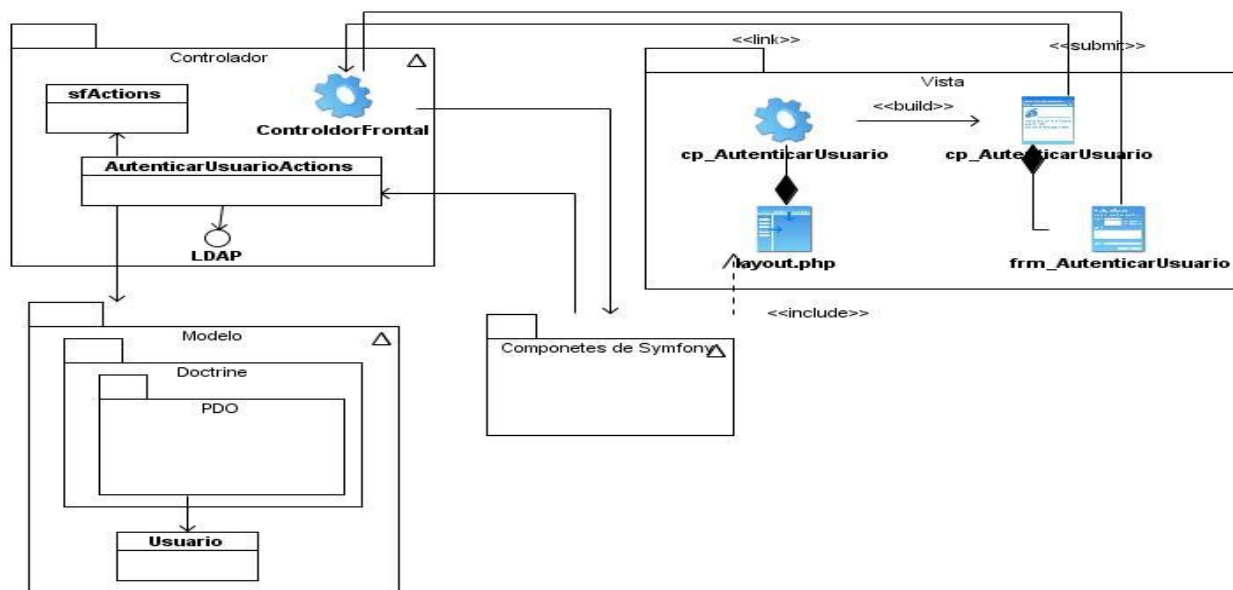 <<link>>
<<submit>>
Controlador
Vista
sfActions
ControldorFrontal
<<build>>
cp_AutenticarUsuario
cp_AutenticarUsuario
AutenticarUsuarioActions
LDAP
layout.php
frm_AutenticarUsuario
<<include>>
Modelo
Componetes de Symfony
Doctrine
PDO
Usuario